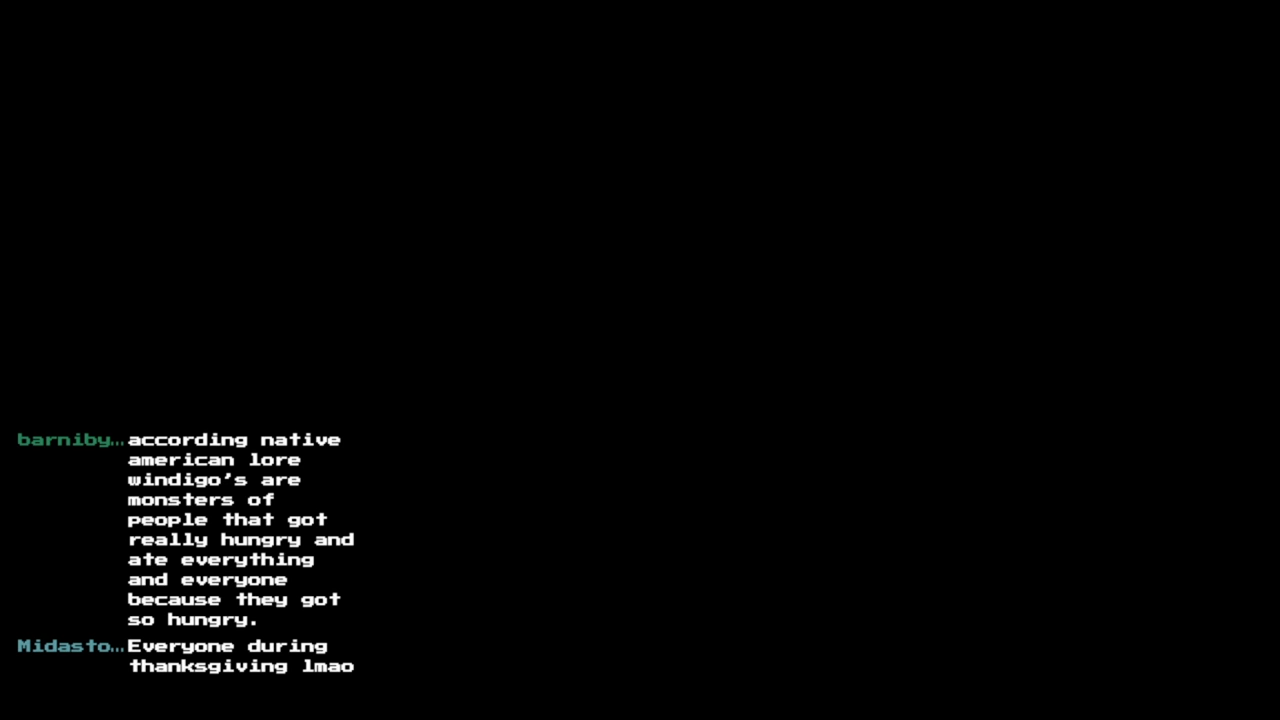 barniby… according native
american lore
windigo's are
monsters of
people that got
really hungry and
ate everything
and everyone
because they got
so hungry.
Midasto… Everyone during
thanksgiving lmao